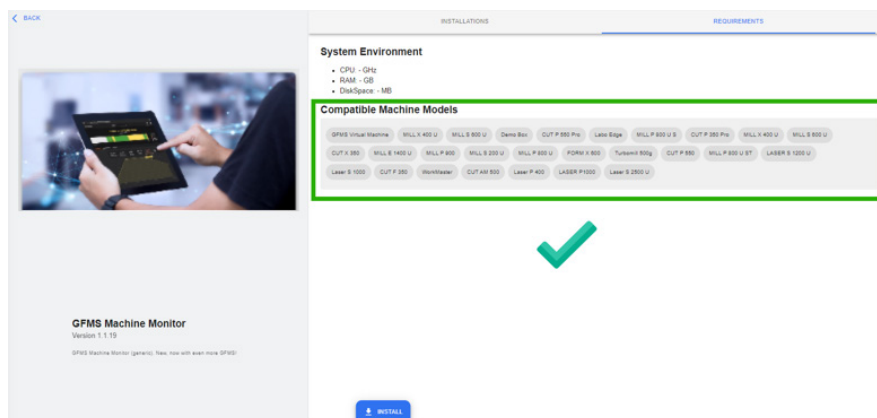 BACK
INSTALLATIONS
REQUIREMENTS
System Environment
• CPU: - GHz
• RAM: - GB
• DiskSpace: - MB
Compatible Machine Models
GFMS Virtual Machine MILL X 400 U MILL S 600 U Demo Box CUT P 550 Pro Labo Edge MILL P 800 U S CUT P 350 Pro MILL X 400 U MILL S 500 U
CUT X 350 MILL E 1400 U MILL P 900 MILL S 200 U MILL P 800 U FORM X 600 Turbomill 500g CUT P 550 MILL P 800 U ST LASER S 1200 U
Laser S 1000 CUT F 350 WorkMaster CUT AM 500 Laser P 400 LASER P1000 Laser S 2500 U
GFMS Machine Monitor
Version 1.1.19
GFMS Machine Monitor (generic). New, now with even more GFMS!
INSTALL